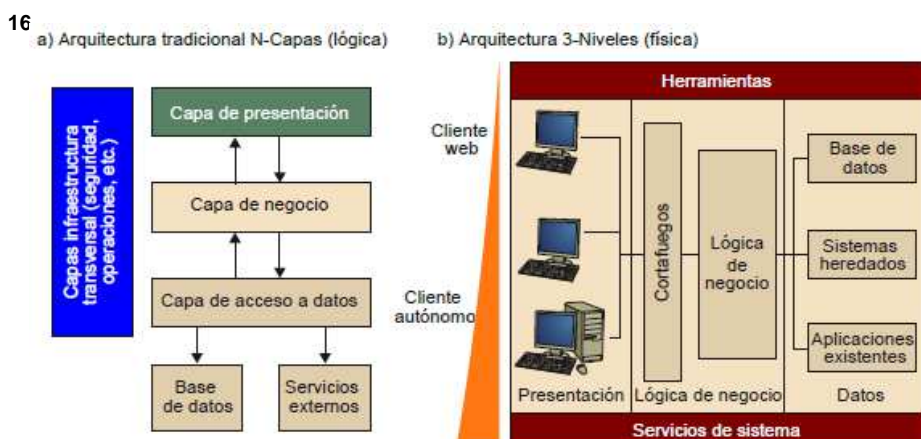 16
a) Arquitectura tradicional N-Capas (lógica)
Capas infraestructura
transversal (seguridad,
operaciones, etc.)
Capa de presentación
Capa de negocio
Capa de acceso a datos
Base
de datos
Servicios
externos
b) Arquitectura 3-Niveles (física)
Cliente
web
Cliente
autónomo
Herramientas
Cortafuegos
Lógica
de
negocio
Base de
datos
Sistemas
heredados
Aplicaciones
existentes
Presentación
Lógica de negocio
Datos
Servicios de sistema